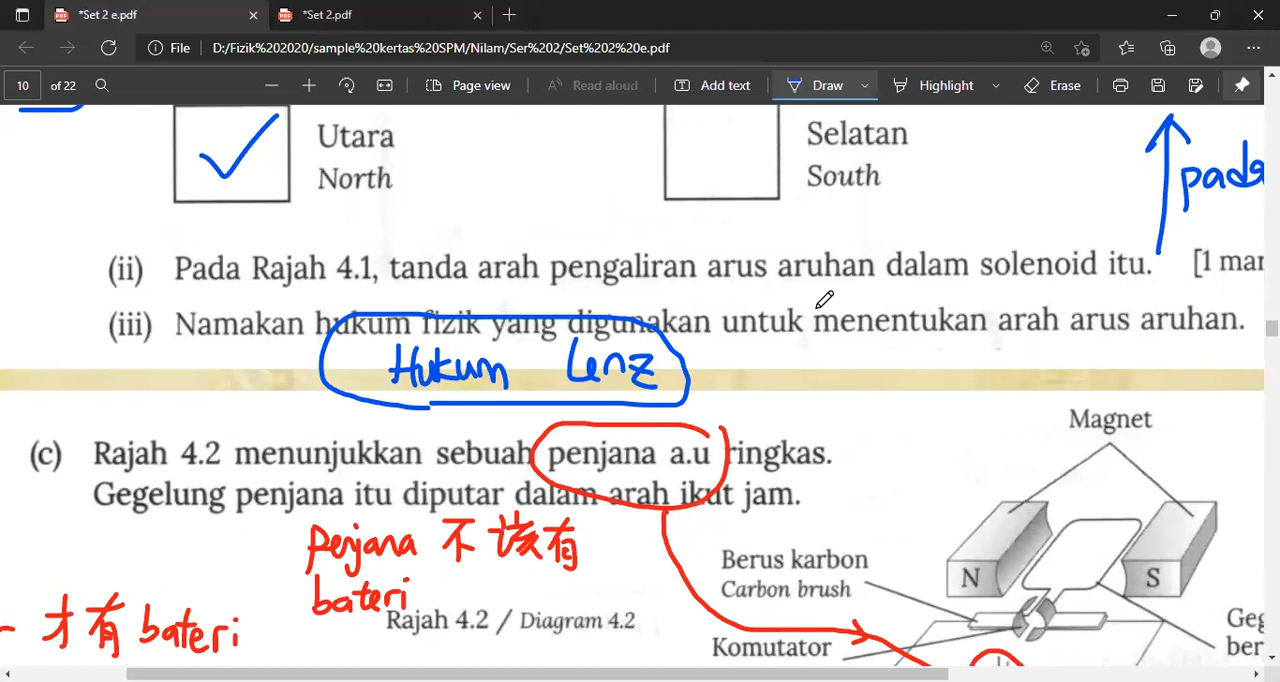 *Set 2 e.pdf
*Set 2.pdf
File D:/Fizik%202020/sample%20kertas%20SPM/Nilam/Ser%202/Set%202%20e.pdf
10 of 22 Page view Read aloud Add text Draw Highlight Erase
Utara Selatan
North South
pada
(ii) Pada Rajah 4.1, tanda arah pengaliran arus aruhan dalam solenoid itu. [1 mar
(iii) Namakan hukum fizik yang digunakan untuk menentukan arah arus aruhan.
Hukum Lenz
Magnet
(c) Rajah 4.2 menunjukkan sebuah penjana a.u ringkas.
Gegelung penjana itu diputar dalam arah ikut jam.
Penjana 不该有
bateri
Berus karbon
Carbon brush
N S
才有 bateri
Rajah 4.2 / Diagram 4.2
Geg
ber
Komutator